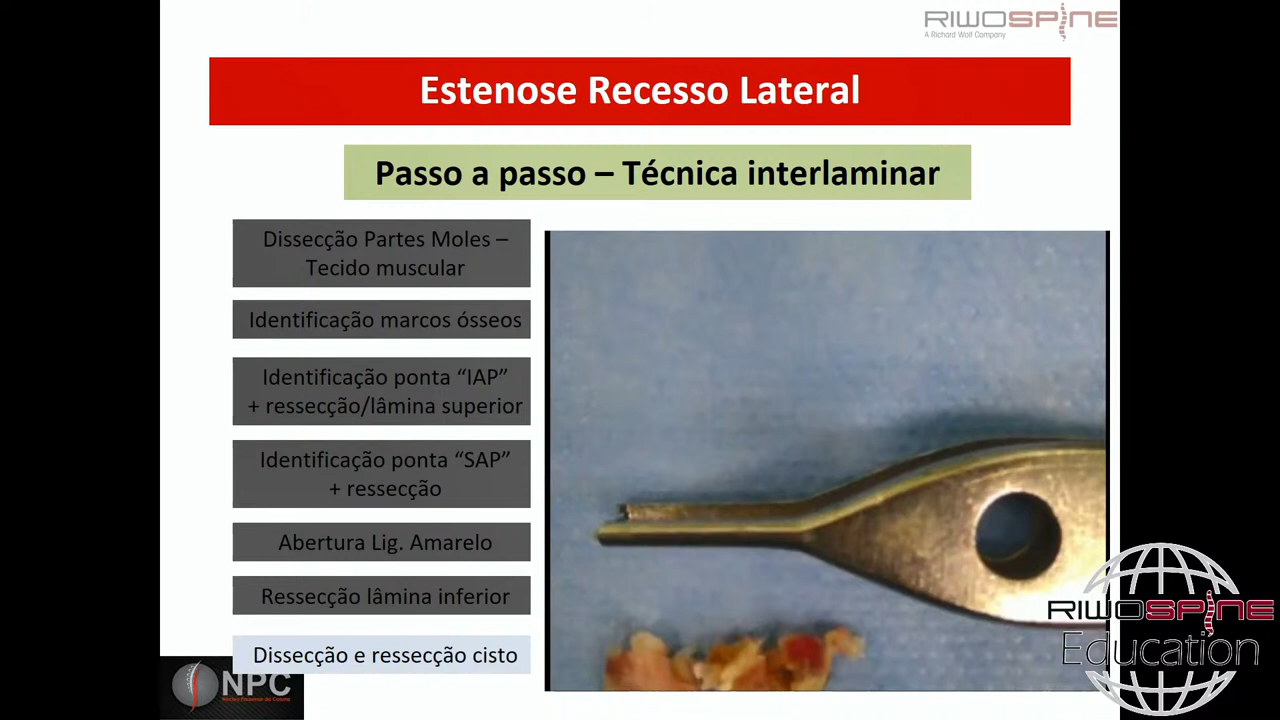 RIWOSPINE
A Richard Wolf Company
Estenose Recesso Lateral
Passo a passo – Técnica interlaminar
Dissecção Partes Moles –
Tecido muscular
Identificação marcos ósseos
Identificação ponta “IAP”
+ ressecção/lâmina superior
Identificação ponta “SAP”
+ ressecção
Abertura Lig. Amarelo
Ressecção lâmina inferior
Dissecção e ressecção cisto
NPC
RIWOSPINE
Education